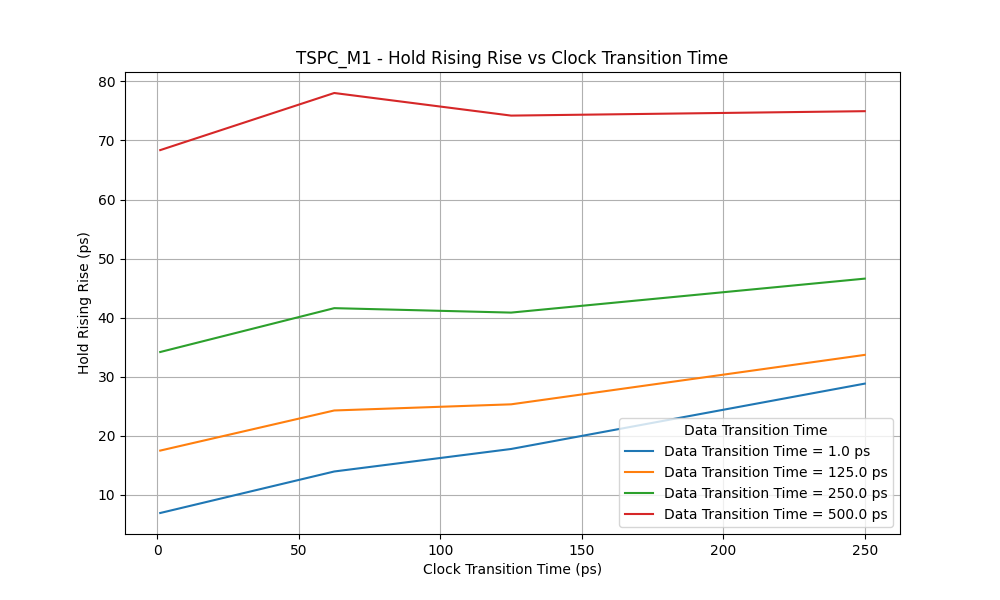 TSPC_M1 - Hold Rising Rise vs Clock Transition Time
80
70
60
50
40
30
20
10
Hold Rising Rise (ps)
Data Transition Time
Data Transition Time = 1.0 ps
Data Transition Time = 125.0 ps
Data Transition Time = 250.0 ps
Data Transition Time = 500.0 ps
0 50 100 150 200 250
Clock Transition Time (ps)